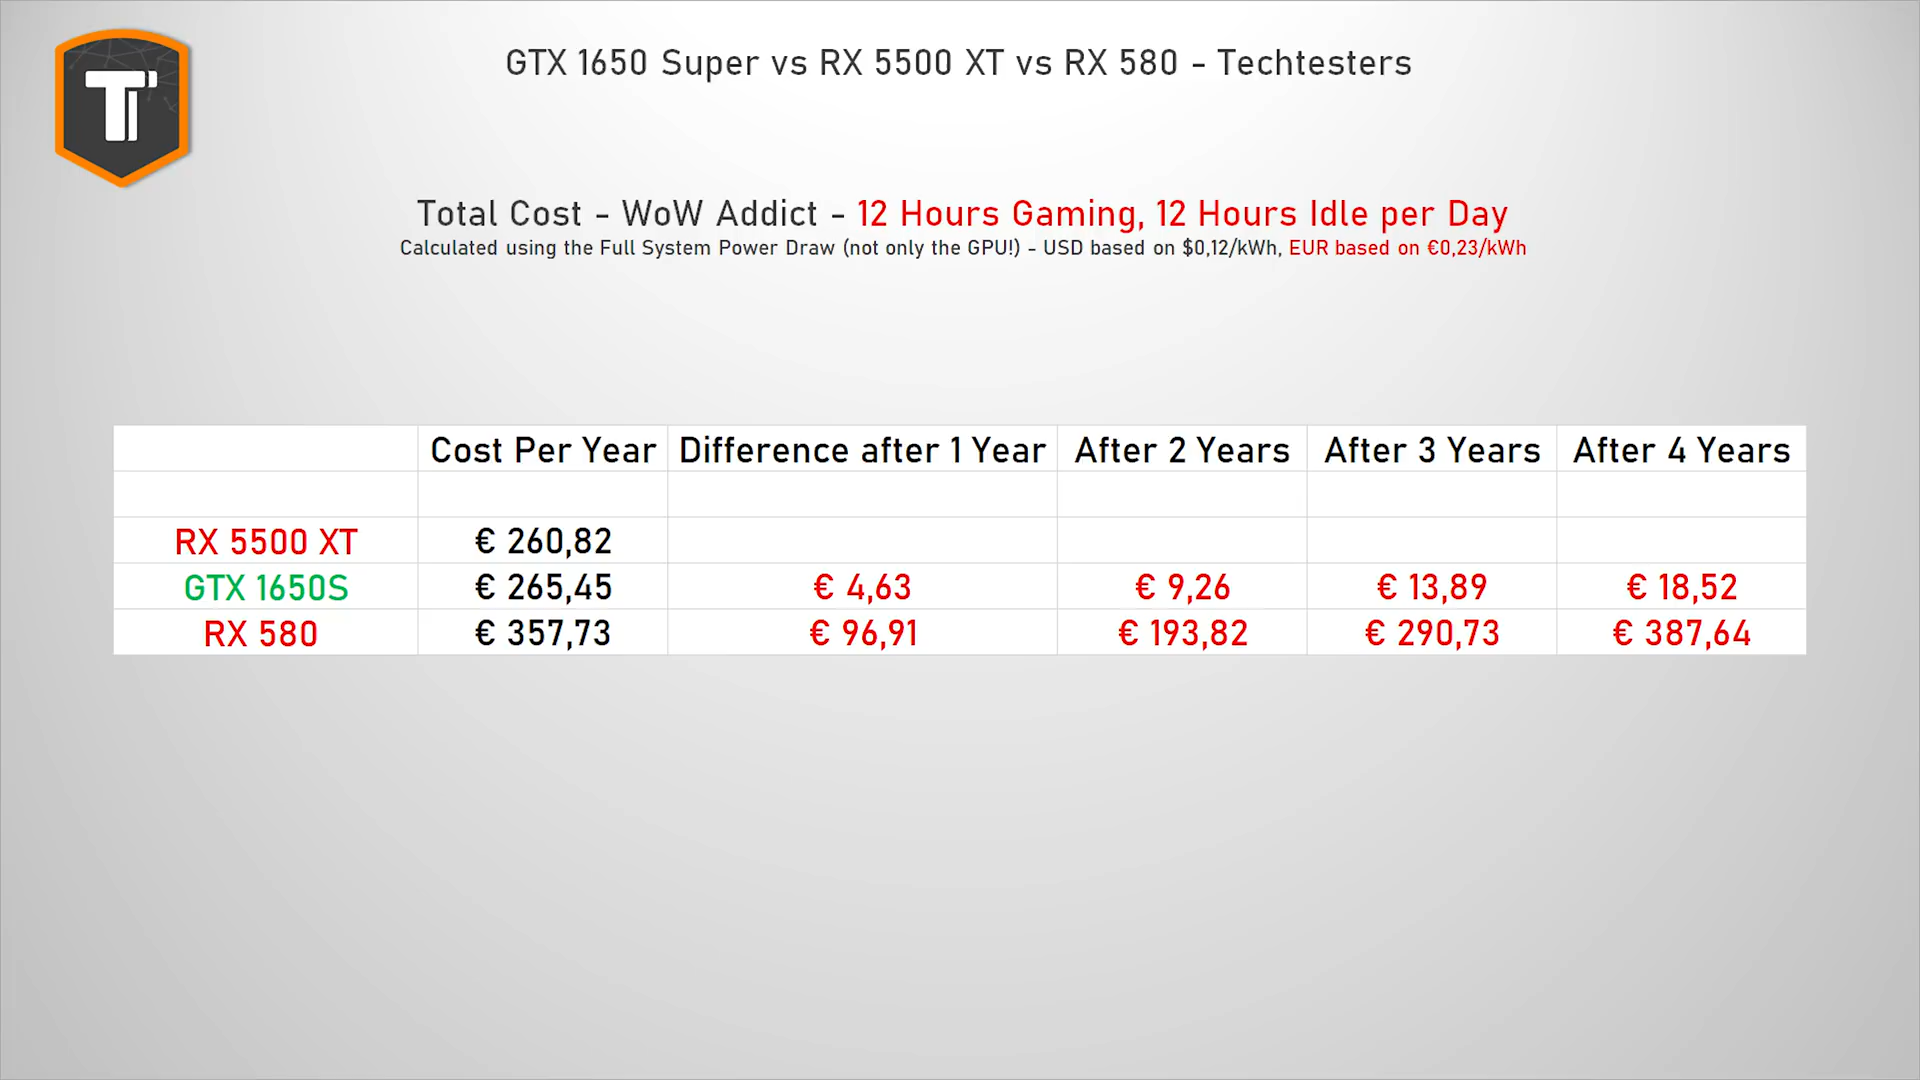 GTX 1650 Super vs RX 5500 XT vs RX 580 - Techtesters
Total Cost - WoW Addict - 12 Hours Gaming, 12 Hours Idle per Day
Calculated using the Full System Power Draw (not only the GPU!) - USD based on $0,12/kWh, EUR based on €0,23/kWh
Cost Per Year Difference after 1 Year After 2 Years After 3 Years After 4 Years
RX 5500 XT € 260,82
GTX 1650S € 265,45 € 4,63 € 9,26 € 13,89 € 18,52
RX 580 € 357,73 € 96,91 € 193,82 € 290,73 € 387,64